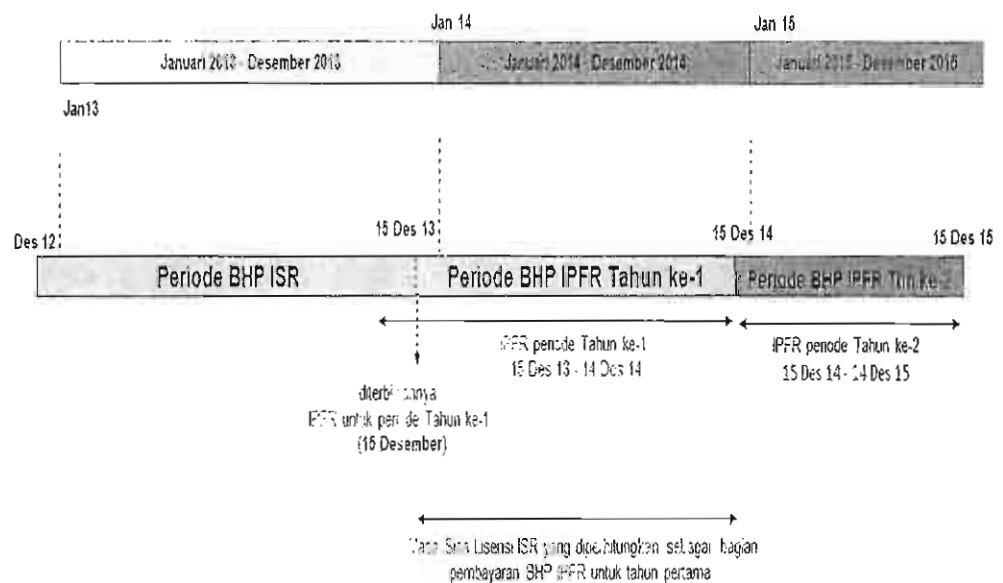 Jan 14
Jan 15
Januari 2013 - Desember 2013
Januari 2014 - Desember 2014
Januari 2015 - Desember 2015
Jan13
Des 12
15 Des 13
15 Des 14
15 Des 15
Periode BHP ISR
Periode BHP IPFR Tahun ke-1
Periode BHP IPFR Thn ke-2
IPFR periode Tahun ke-1
15 Des 13 - 14 Des 14
IPFR periode Tahun ke-2
15 Des 14 - 14 Des 15
diterbitkannya
IPFR untuk periode Tahun ke-1
(15 Desember)
Masa Sisa Lisensi ISR yang diperhitungkan sebagai bagian
pembayaran BHP IPFR untuk tahun pertama